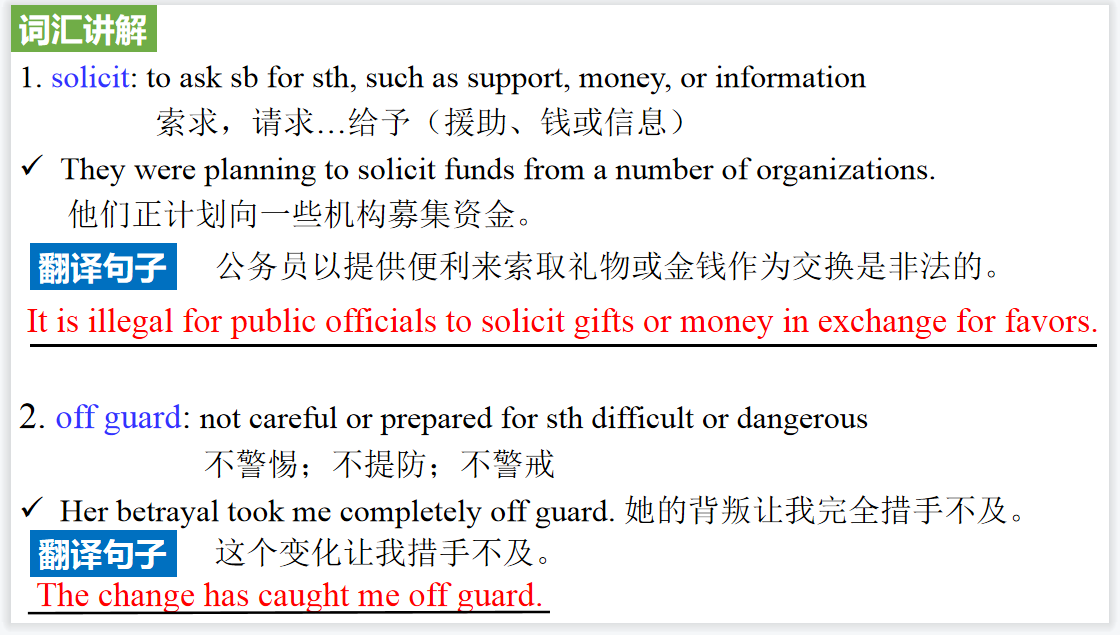 词汇讲解
1. solicit: to ask sb for sth, such as support, money, or information
索求，请求…给予（援助、钱或信息）
✓ They were planning to solicit funds from a number of organizations.
他们正计划向一些机构募集资金。
翻译句子 公务员以提供便利来索取礼物或金钱作为交换是非法的。
It is illegal for public officials to solicit gifts or money in exchange for favors.
2. off guard: not careful or prepared for sth difficult or dangerous
不警惕；不提防；不警戒
✓ Her betrayal took me completely off guard. 她的背叛让我完全措手不及。
翻译句子 这个变化让我措手不及。
The change has caught me off guard.